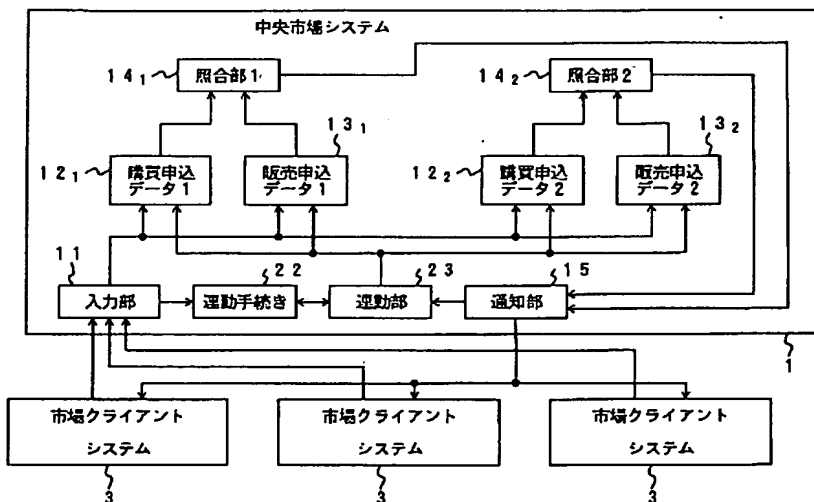 中央市場システム
14₁ 照合部1
14₂ 照合部2
13₁
13₂
12₁ 購買申込データ1
販売申込データ1
12₂ 購買申込データ2
販売申込データ2
11
22
23
15
入力部
連動手続き
連動部
通知部
1
市場クライアント
システム
市場クライアント
システム
市場クライアント
システム
3
3
3